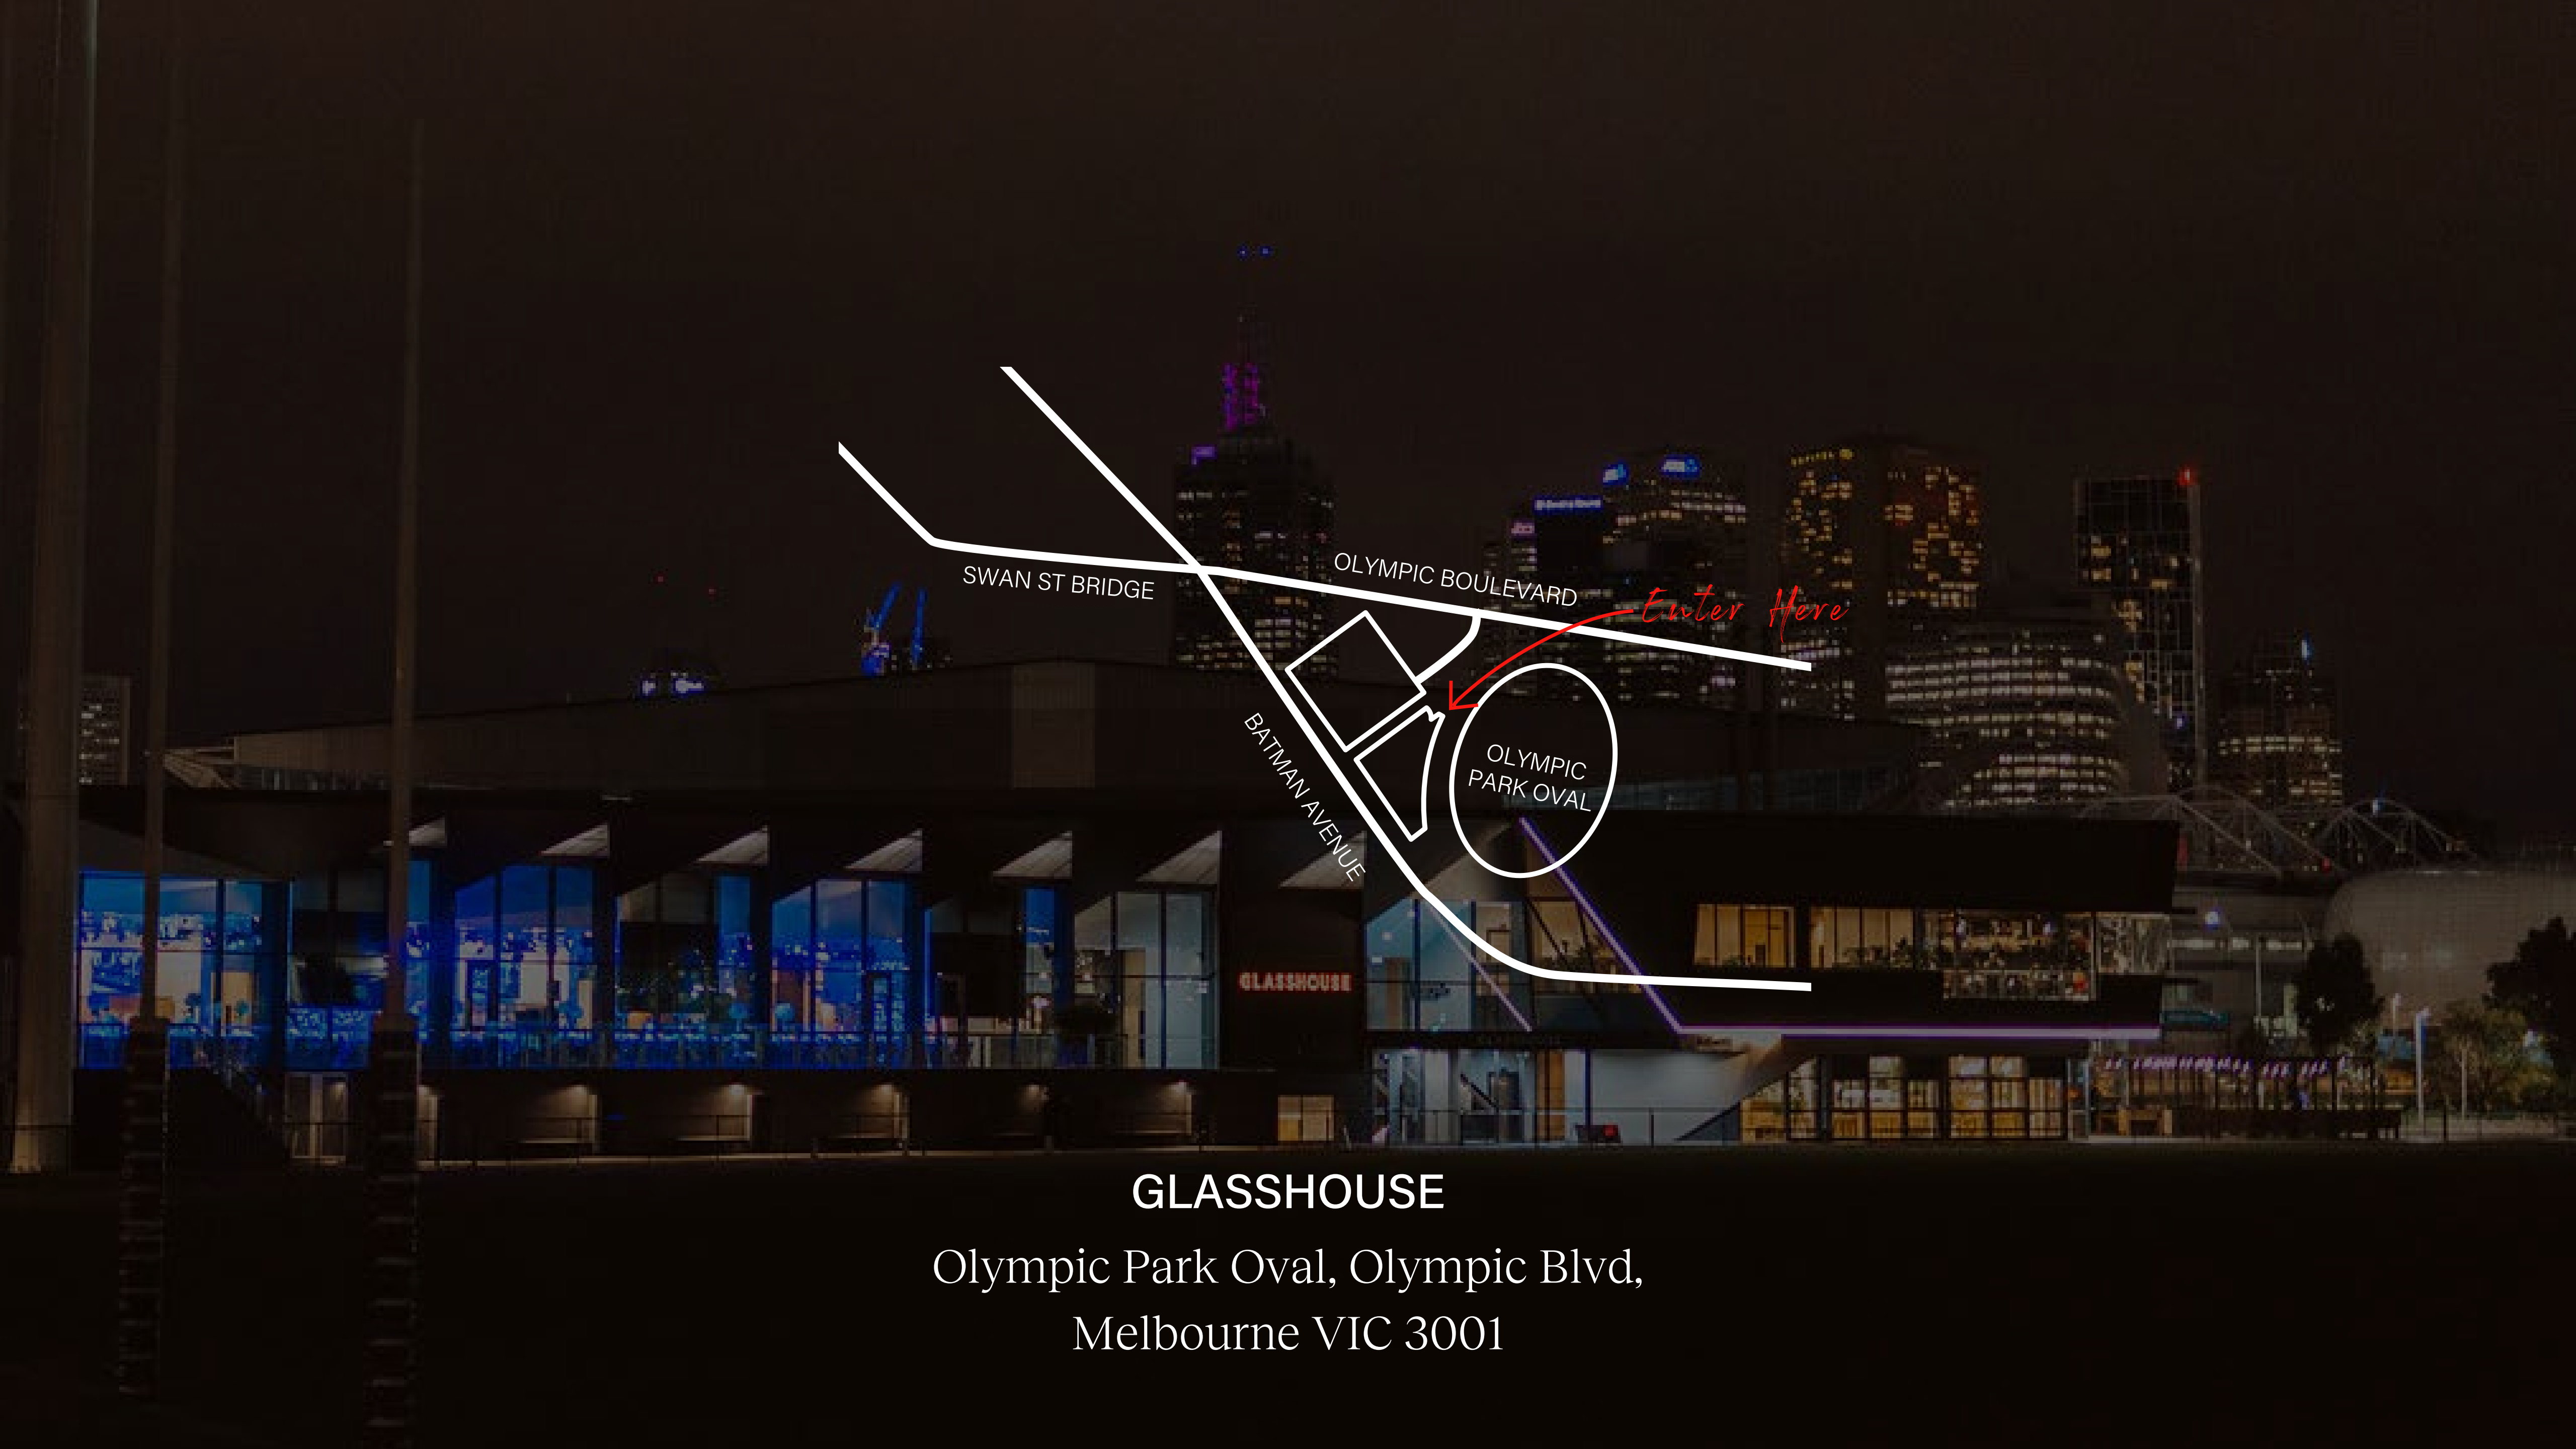 OLYMPIC BOULEVARD
SWAN ST BRIDGE
Enter Here
BATMAN AVENUE
OLYMPIC
PARK OVAL
GLASSHOUSE
GLASSHOUSE
Olympic Park Oval, Olympic Blvd,
Melbourne VIC 3001